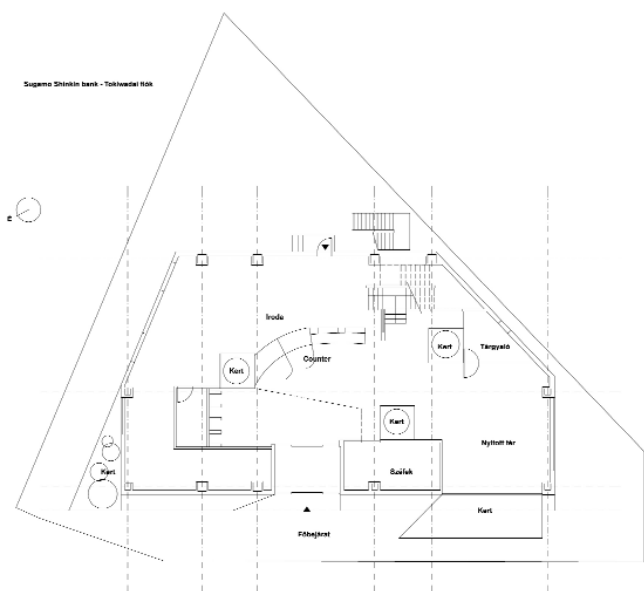 Sugamo Shinkin bank - Tokiwadai fiók
É
Iroda
Kert
Tárgyaló
Counter
Kert
Kert
Nyitott tér
Kert
Széfek
Kert
Főbejárat